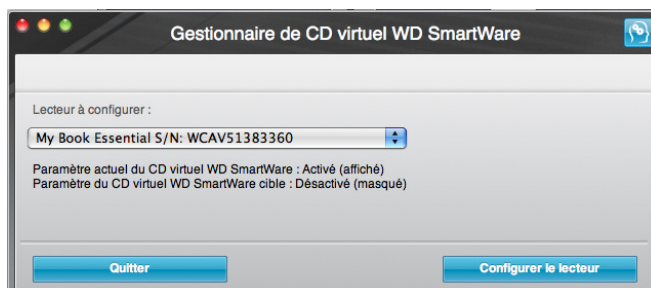 Gestionnaire de CD virtuel WD SmartWare
Lecteur à configurer :
My Book Essential S/N: WCAV51383360
Paramètre actuel du CD virtuel WD SmartWare : Activé (affiché)
Paramètre du CD virtuel WD SmartWare cible : Désactivé (masqué)
Quitter
Configurer le lecteur